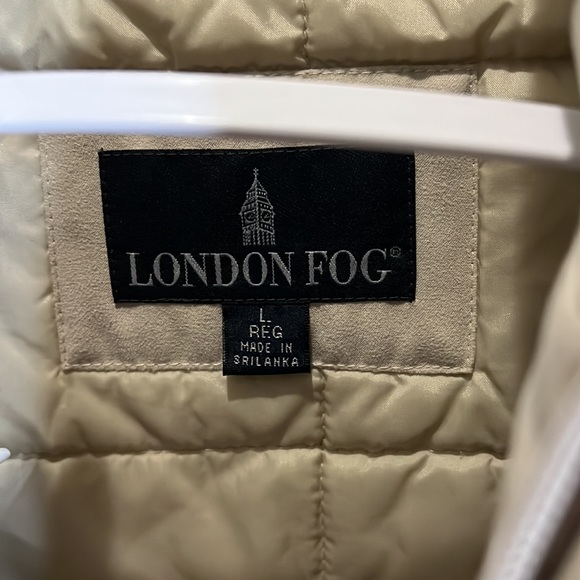 LONDON FOG®
L
REG
MADE IN
SRILANKA